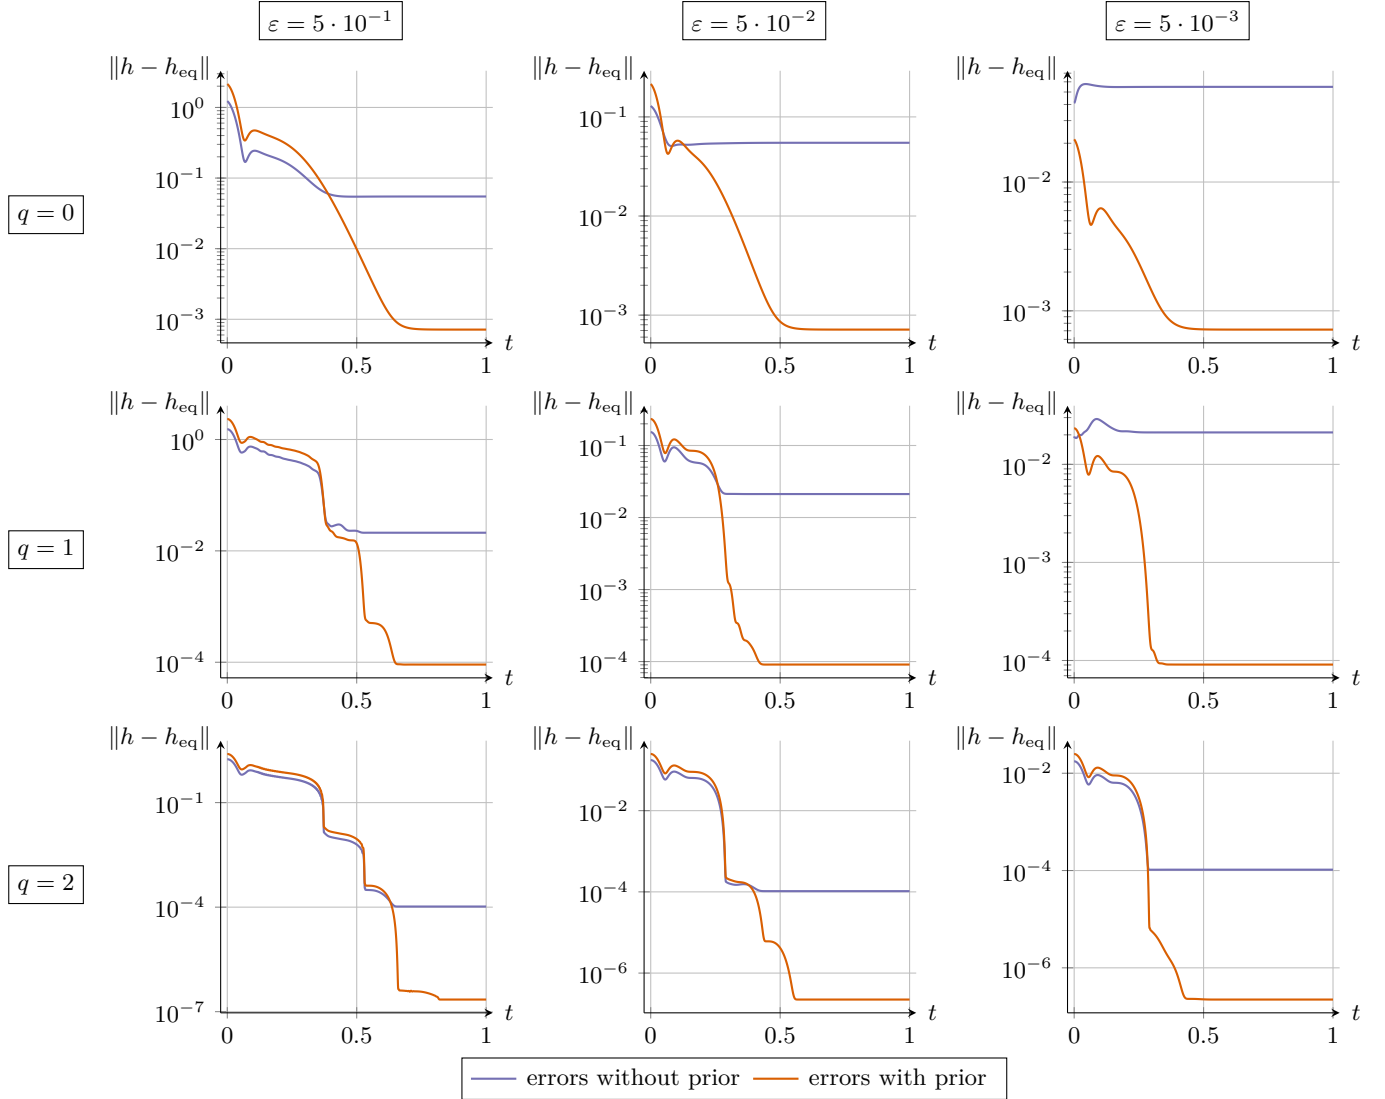 ε = 5 · 10⁻¹
ε = 5 · 10⁻²
ε = 5 · 10⁻³
q = 0
‖h − h_eq‖
10⁰
10⁻¹
10⁻²
10⁻³
0 0.5 1
t
‖h − h_eq‖
10⁻¹
10⁻²
10⁻³
0 0.5 1
t
‖h − h_eq‖
10⁻²
10⁻³
0 0.5 1
t
q = 1
‖h − h_eq‖
10⁰
10⁻²
10⁻⁴
0 0.5 1
t
‖h − h_eq‖
10⁻¹
10⁻²
10⁻³
10⁻⁴
0 0.5 1
t
‖h − h_eq‖
10⁻²
10⁻³
10⁻⁴
0 0.5 1
t
q = 2
‖h − h_eq‖
10⁻¹
10⁻⁴
10⁻⁷
0 0.5 1
t
‖h − h_eq‖
10⁻²
10⁻⁴
10⁻⁶
0 0.5 1
t
‖h − h_eq‖
10⁻²
10⁻⁴
10⁻⁶
0 0.5 1
t
errors without prior errors with prior